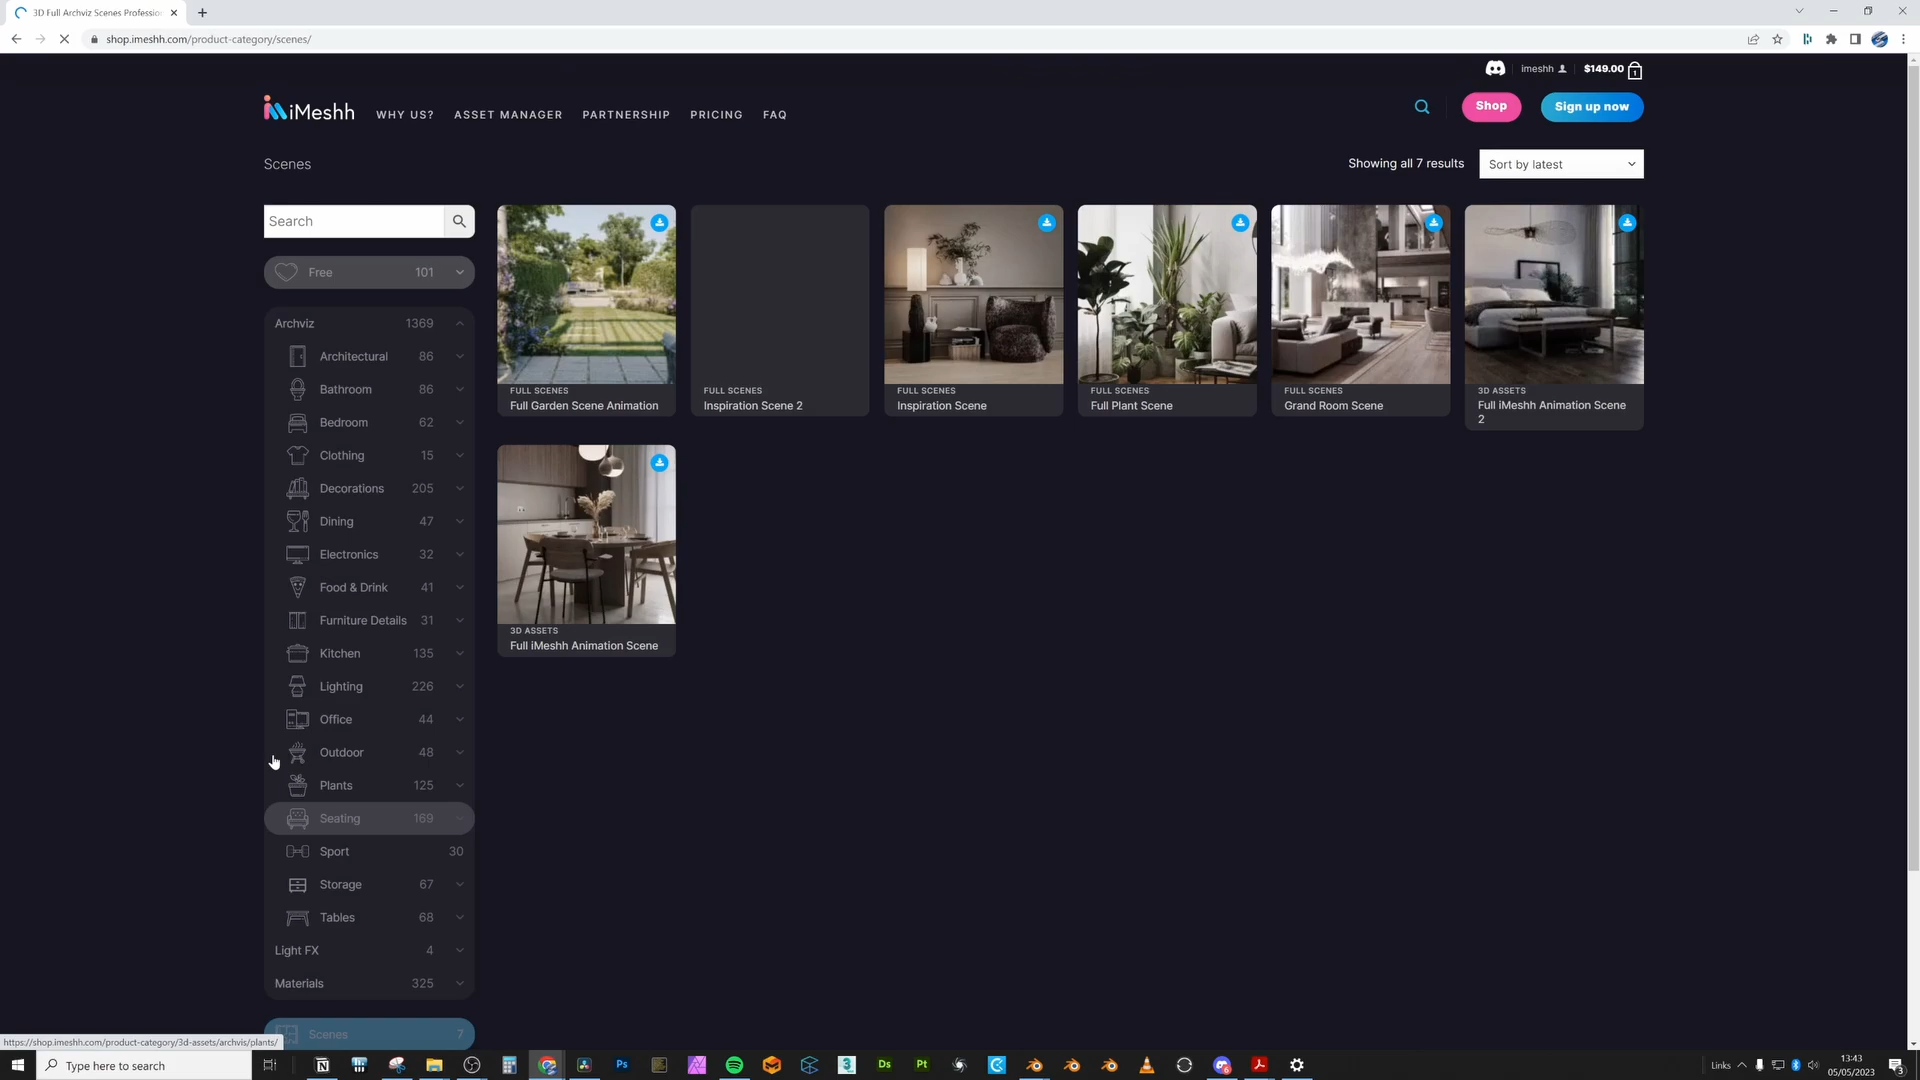 3D Full Archviz Scenes Professio
shop.imeshh.com/product-category/scenes/
imeshh
$149.00
1
iMeshh
WHY US?
ASSET MANAGER
PARTNERSHIP
PRICING
FAQ
Shop
Sign up now
Scenes
Showing all 7 results
Sort by latest
Search
Free 101
Archviz 1369
Architectural 86
Bathroom 86
Bedroom 62
Clothing 15
Decorations 205
Dining 47
Electronics 32
Food & Drink 41
Furniture Details 31
Kitchen 135
Lighting 226
Office 44
Outdoor 48
Plants 125
Seating 169
Sport 30
Storage 67
Tables 68
Light FX 4
Materials 325
Scenes 7
FULL SCENES
Full Garden Scene Animation
FULL SCENES
Inspiration Scene 2
FULL SCENES
Inspiration Scene
FULL SCENES
Full Plant Scene
FULL SCENES
Grand Room Scene
3D ASSETS
Full iMeshh Animation Scene
2
3D ASSETS
Full iMeshh Animation Scene
https://shop.imeshh.com/product-category/3d-assets/archvis/plants/
Type here to search
Ps
3
Ds
Pt
Links
13:43
05/05/2023
3